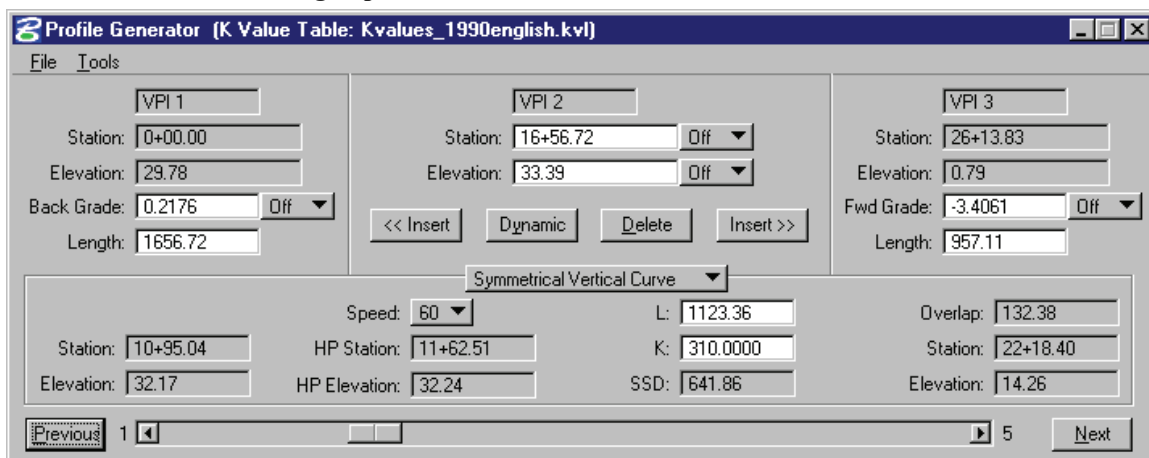 Profile Generator (K Value Table: Kvalues_1990english.kvl)
File Tools
VPI 1 VPI 2 VPI 3
Station: 0+00.00 Station: 16+56.72 Off Station: 26+13.83
Elevation: 29.78 Elevation: 33.39 Off Elevation: 0.79
Back Grade: 0.2176 Off Fwd Grade: -3.4061 Off
<< Insert Dynamic Delete Insert >>
Length: 1656.72 Length: 957.11
Symmetrical Vertical Curve
Speed: 60 L: 1123.36 Overlap: 132.38
Station: 10+95.04 HP Station: 11+62.51 K: 310.0000 Station: 22+18.40
Elevation: 32.17 HP Elevation: 32.24 SSD: 641.86 Elevation: 14.26
Previous 1 5 Next